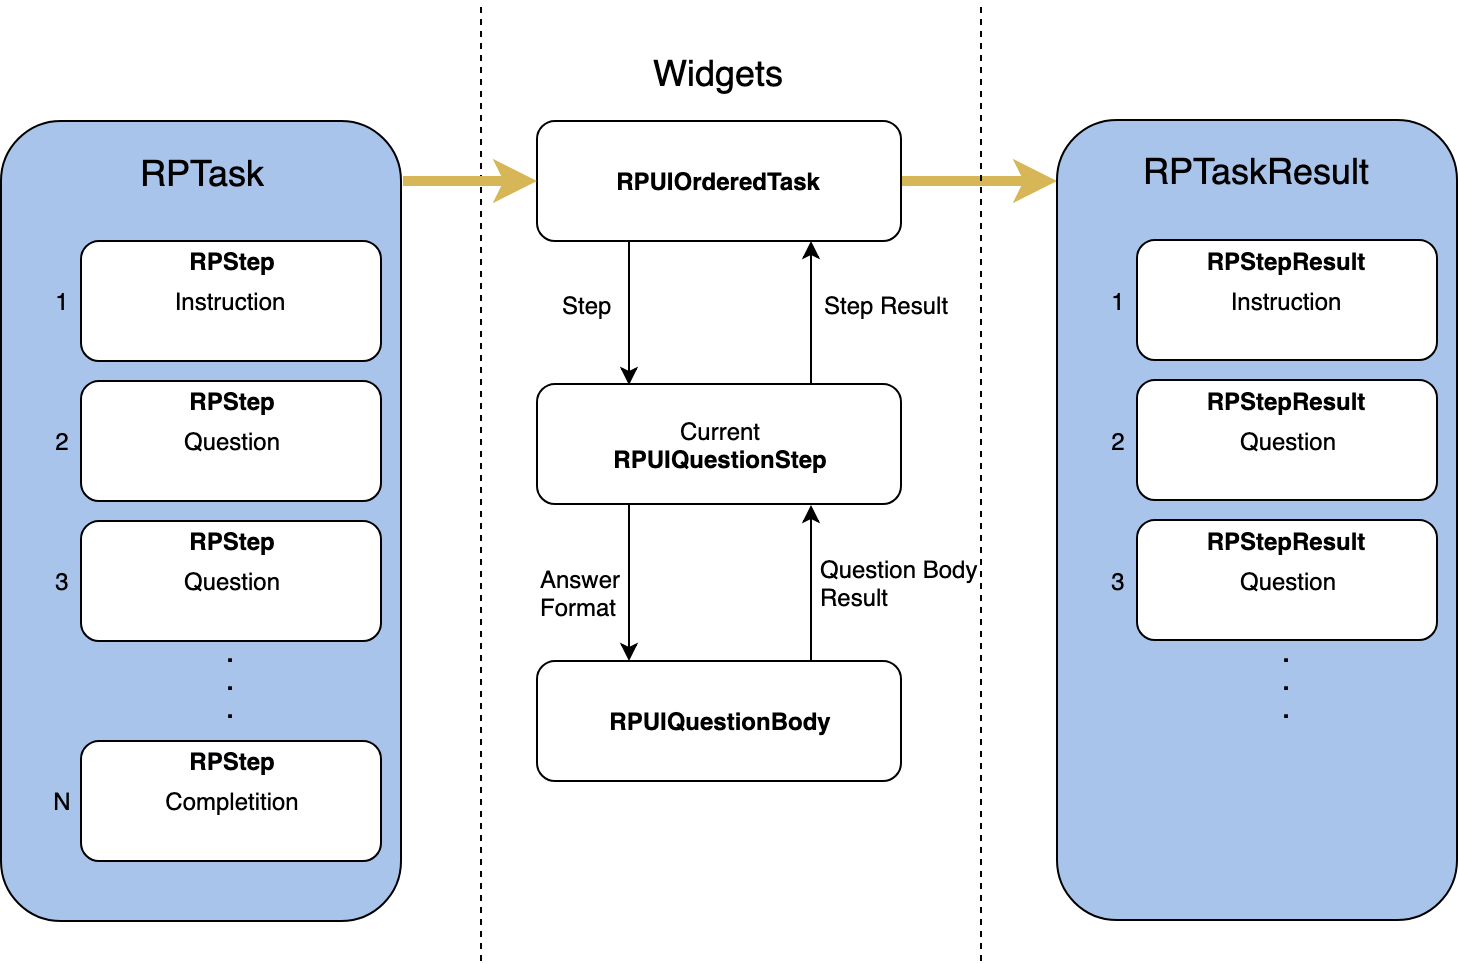 Widgets
RPTask
1
RPStep
Instruction
2
RPStep
Question
3
RPStep
Question
.
.
.
N
RPStep
Completition
RPUIOrderedTask
Step
Step Result
Current
RPUIQuestionStep
Answer
Format
Question Body
Result
RPUIQuestionBody
RPTaskResult
1
RPStepResult
Instruction
2
RPStepResult
Question
3
RPStepResult
Question
.
.
.